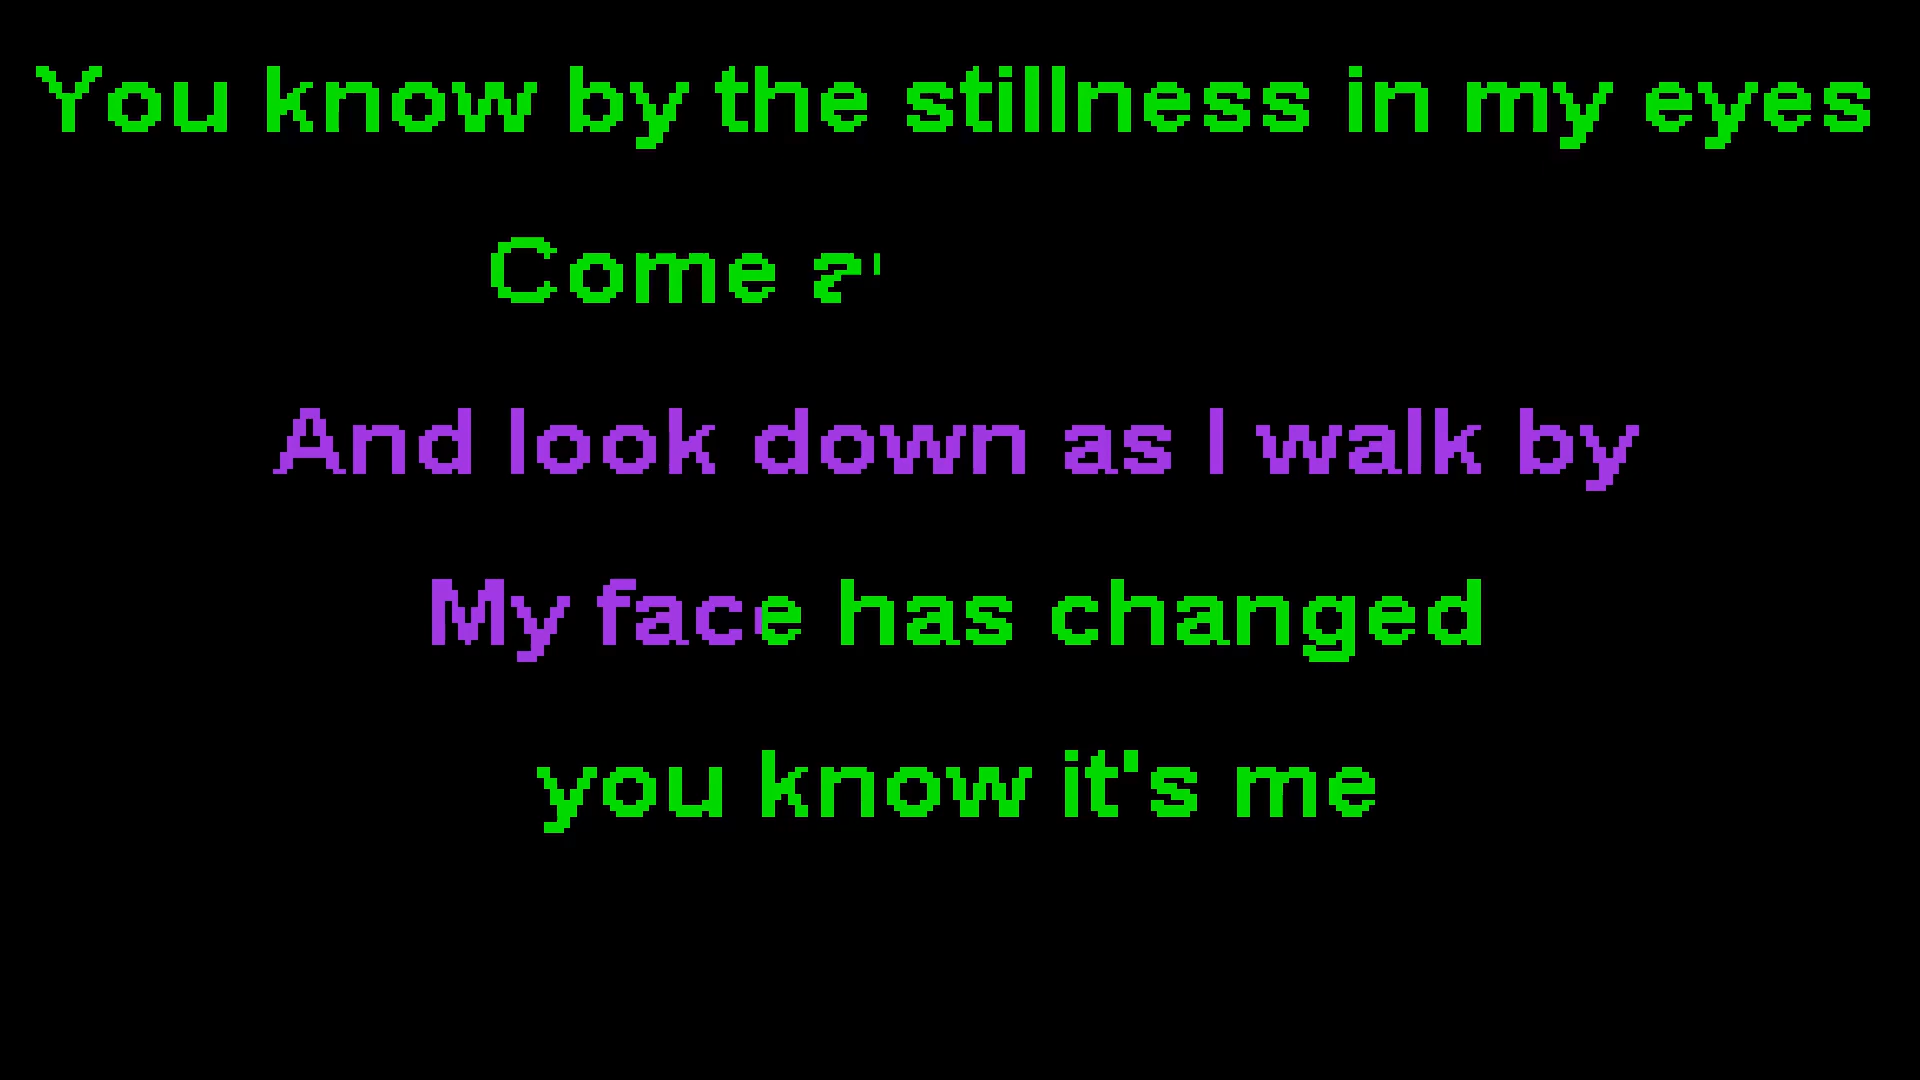 You know by the stillness in my eyes
Come
And look down as I walk by
My face has changed
you know it's me